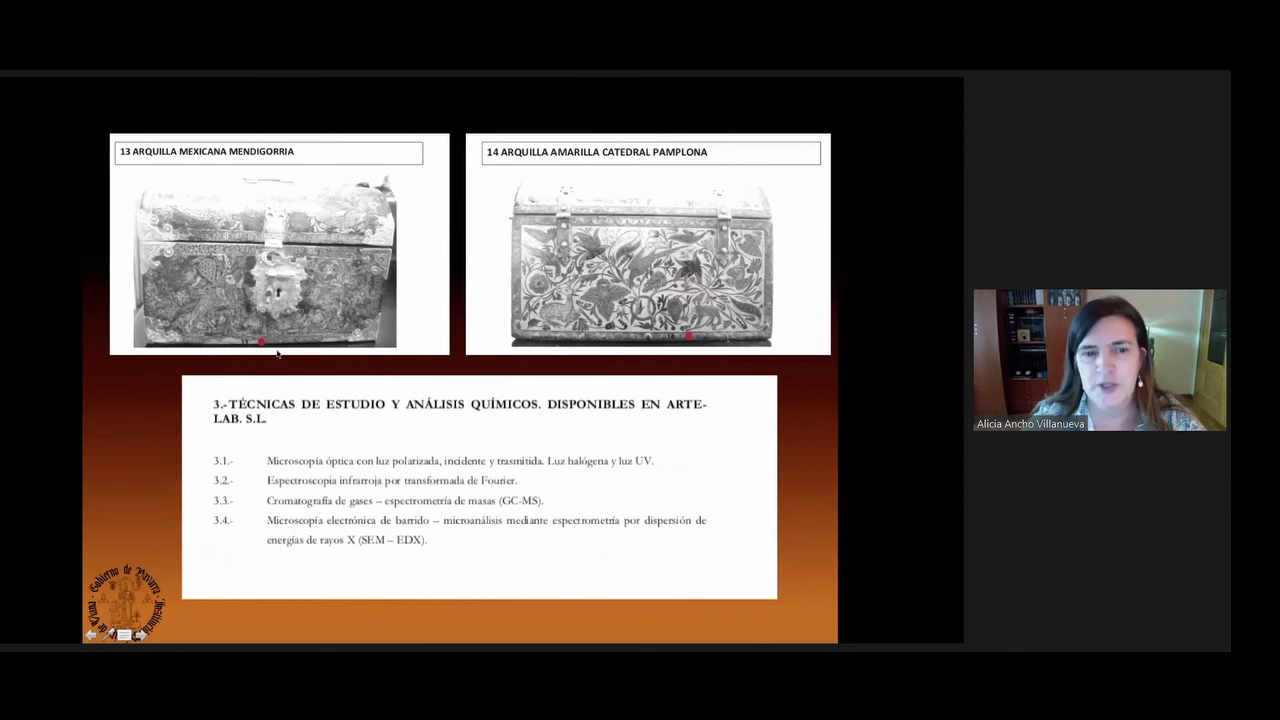 13 ARQUILLA MEXICANA MENDIGORRIA
14 ARQUILLA AMARILLA CATEDRAL PAMPLONA
3.-TÉCNICAS DE ESTUDIO Y ANÁLISIS QUÍMICOS. DISPONIBLES EN ARTE-
LAB. S.L.
3.1.- Microscopía óptica con luz polarizada, incidente y trasmitida. Luz halógena y luz UV.
3.2.- Espectroscopia infrarroja por transformada de Fourier.
3.3.- Cromatografía de gases – espectrometría de masas (GC-MS).
3.4.- Microscopía electrónica de barrido – microanálisis mediante espectrometría por dispersión de
energías de rayos X (SEM – EDX).
Gobierno de Navarra
Alicia Ancho Villanueva